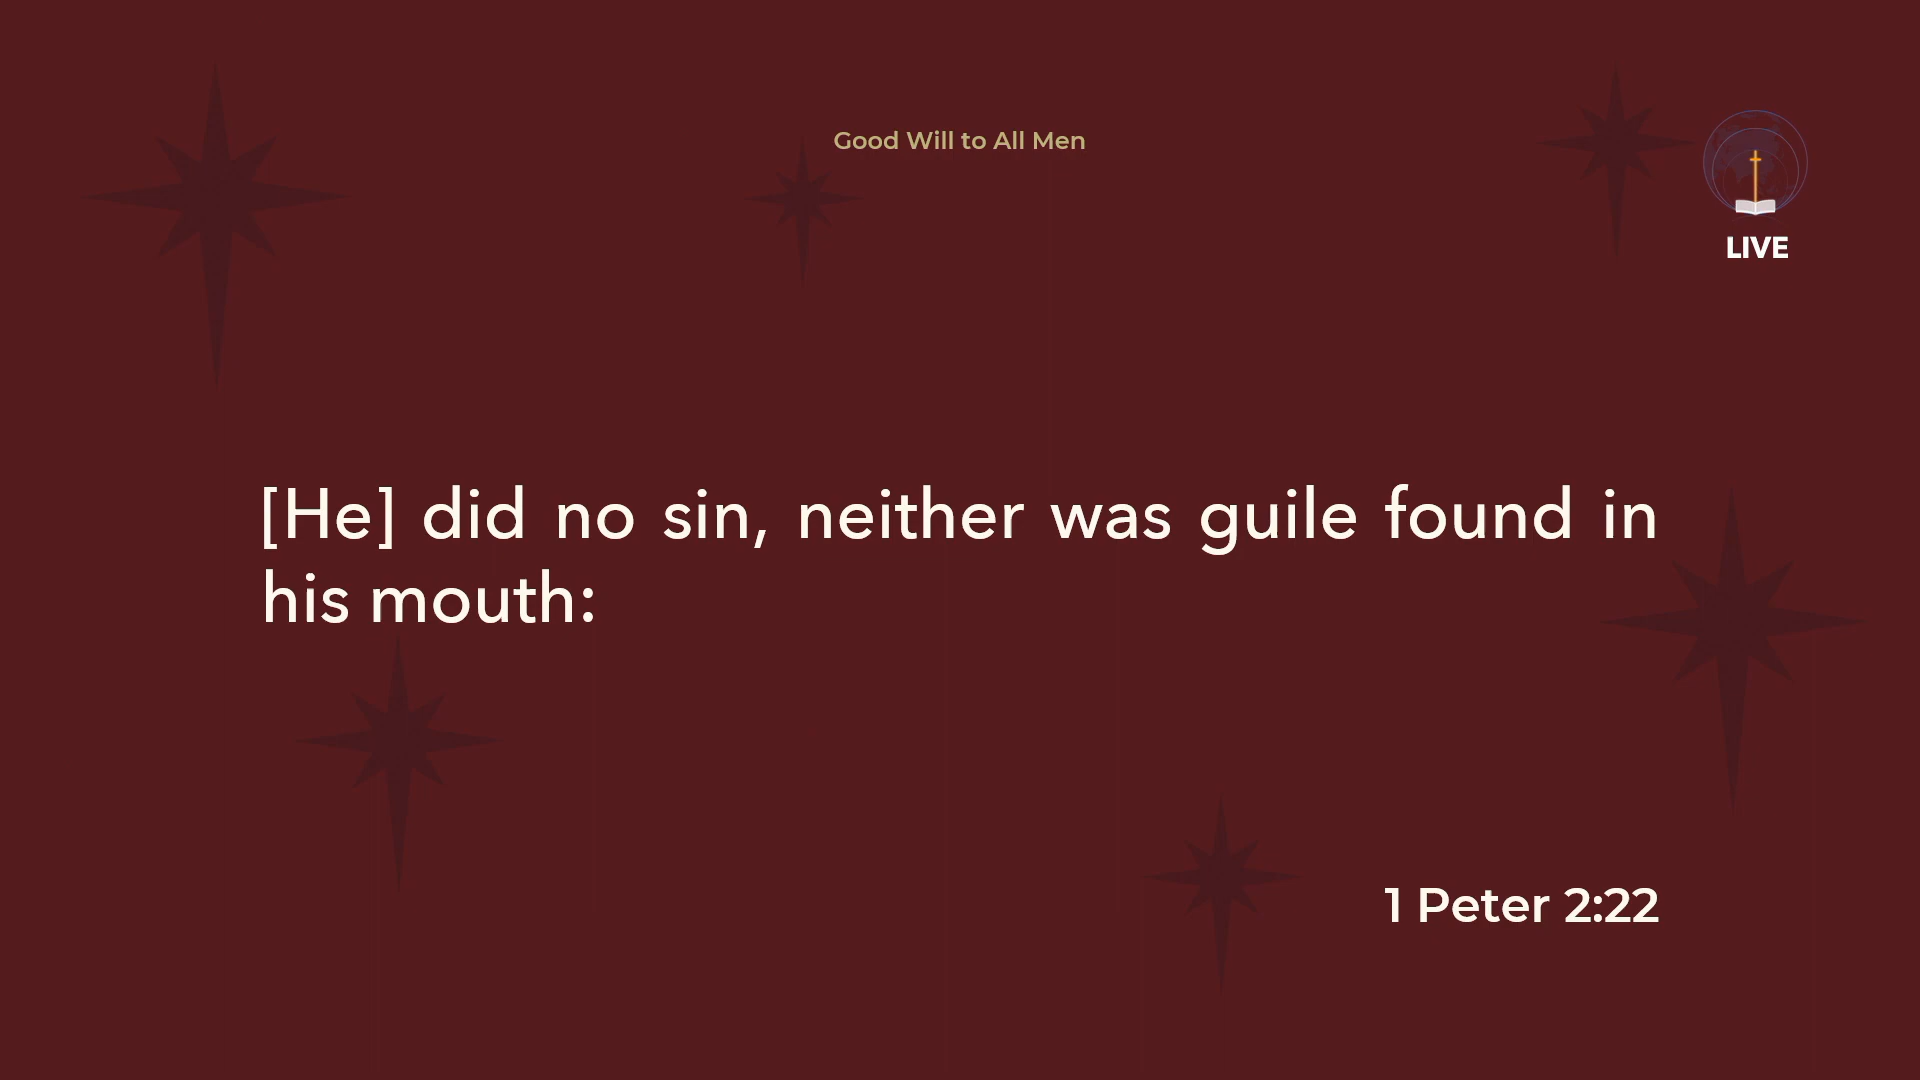 Good Will to All Men
LIVE
[He] did no sin, neither was guile found in
his mouth:
1 Peter 2:22